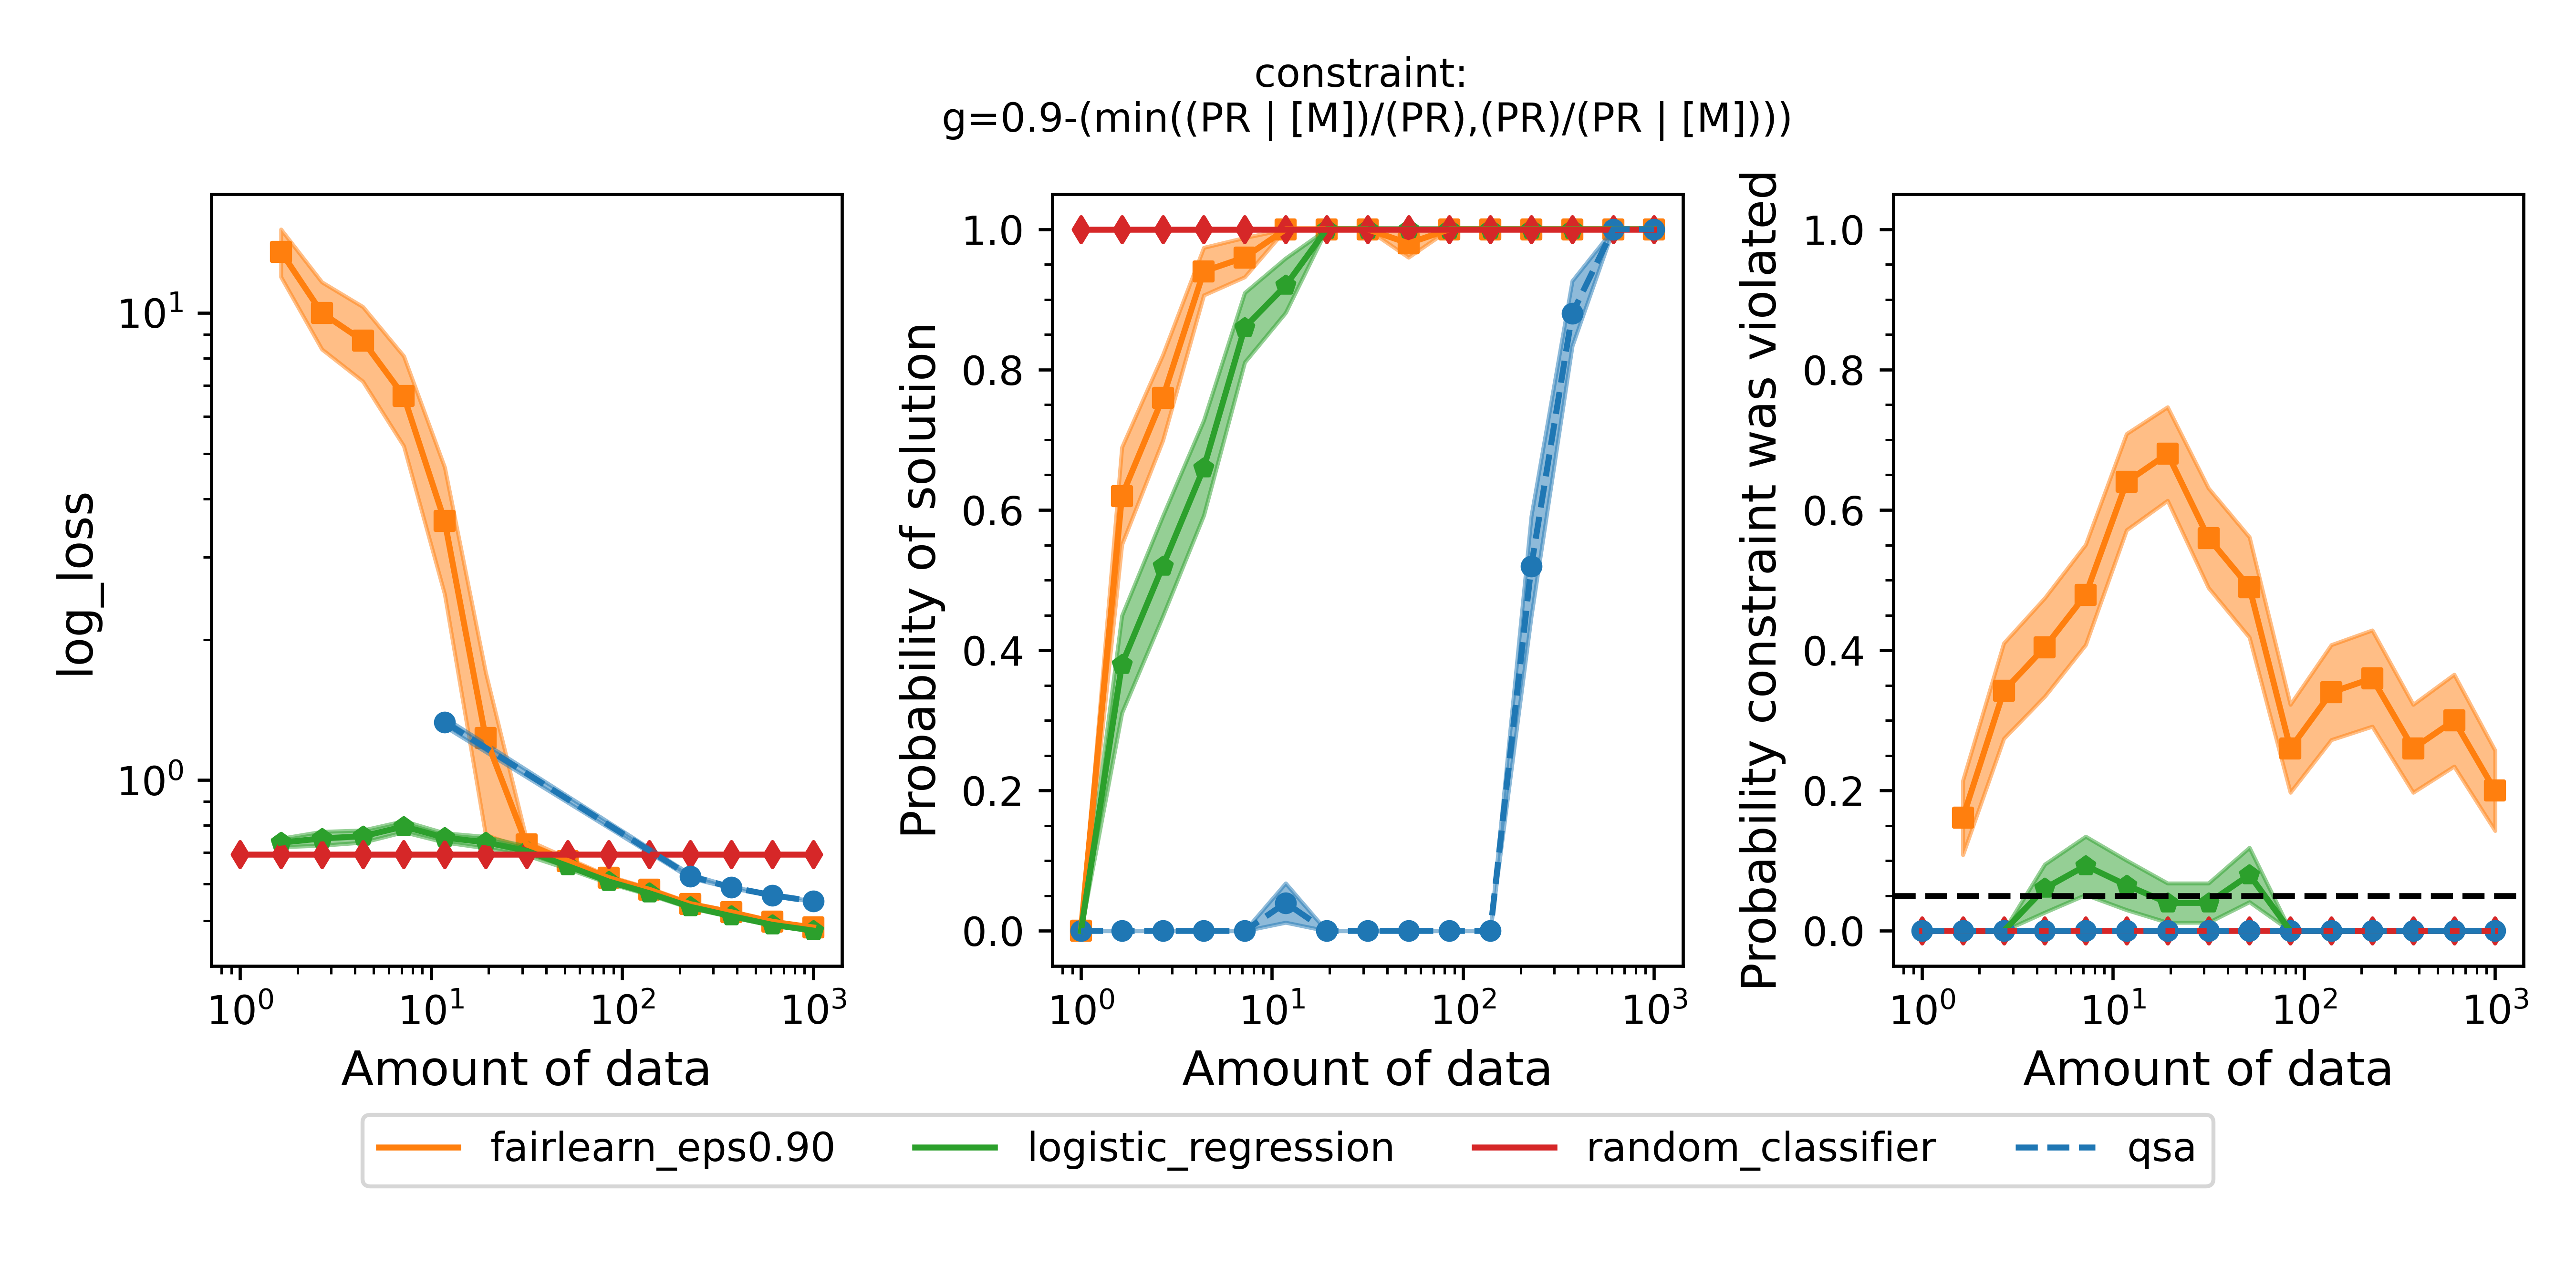 constraint:
g=0.9-(min((PR | [M])/(PR),(PR)/(PR | [M])))
log_loss
10¹
10⁰
10⁰ 10¹ 10² 10³
Amount of data
Probability of solution
1.0
0.8
0.6
0.4
0.2
0.0
10⁰ 10¹ 10² 10³
Amount of data
Probability constraint was violated
1.0
0.8
0.6
0.4
0.2
0.0
10⁰ 10¹ 10² 10³
Amount of data
fairlearn_eps0.90 logistic_regression random_classifier qsa